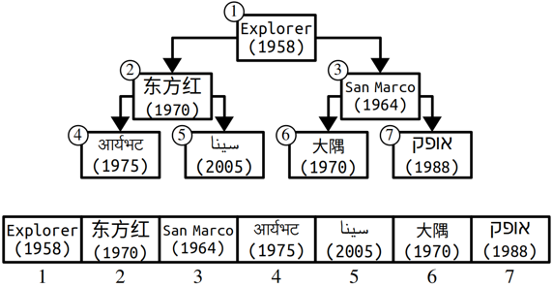 1
Explorer
(1958)
2
东方红
(1970)
3
San Marco
(1964)
4
आर्यभट
(1975)
5
سينا
(2005)
6
大隅
(1970)
7
אופק
(1988)
Explorer
(1958)
东方红
(1970)
San Marco
(1964)
आर्यभट
(1975)
سينا
(2005)
大隅
(1970)
אופק
(1988)
1 2 3 4 5 6 7